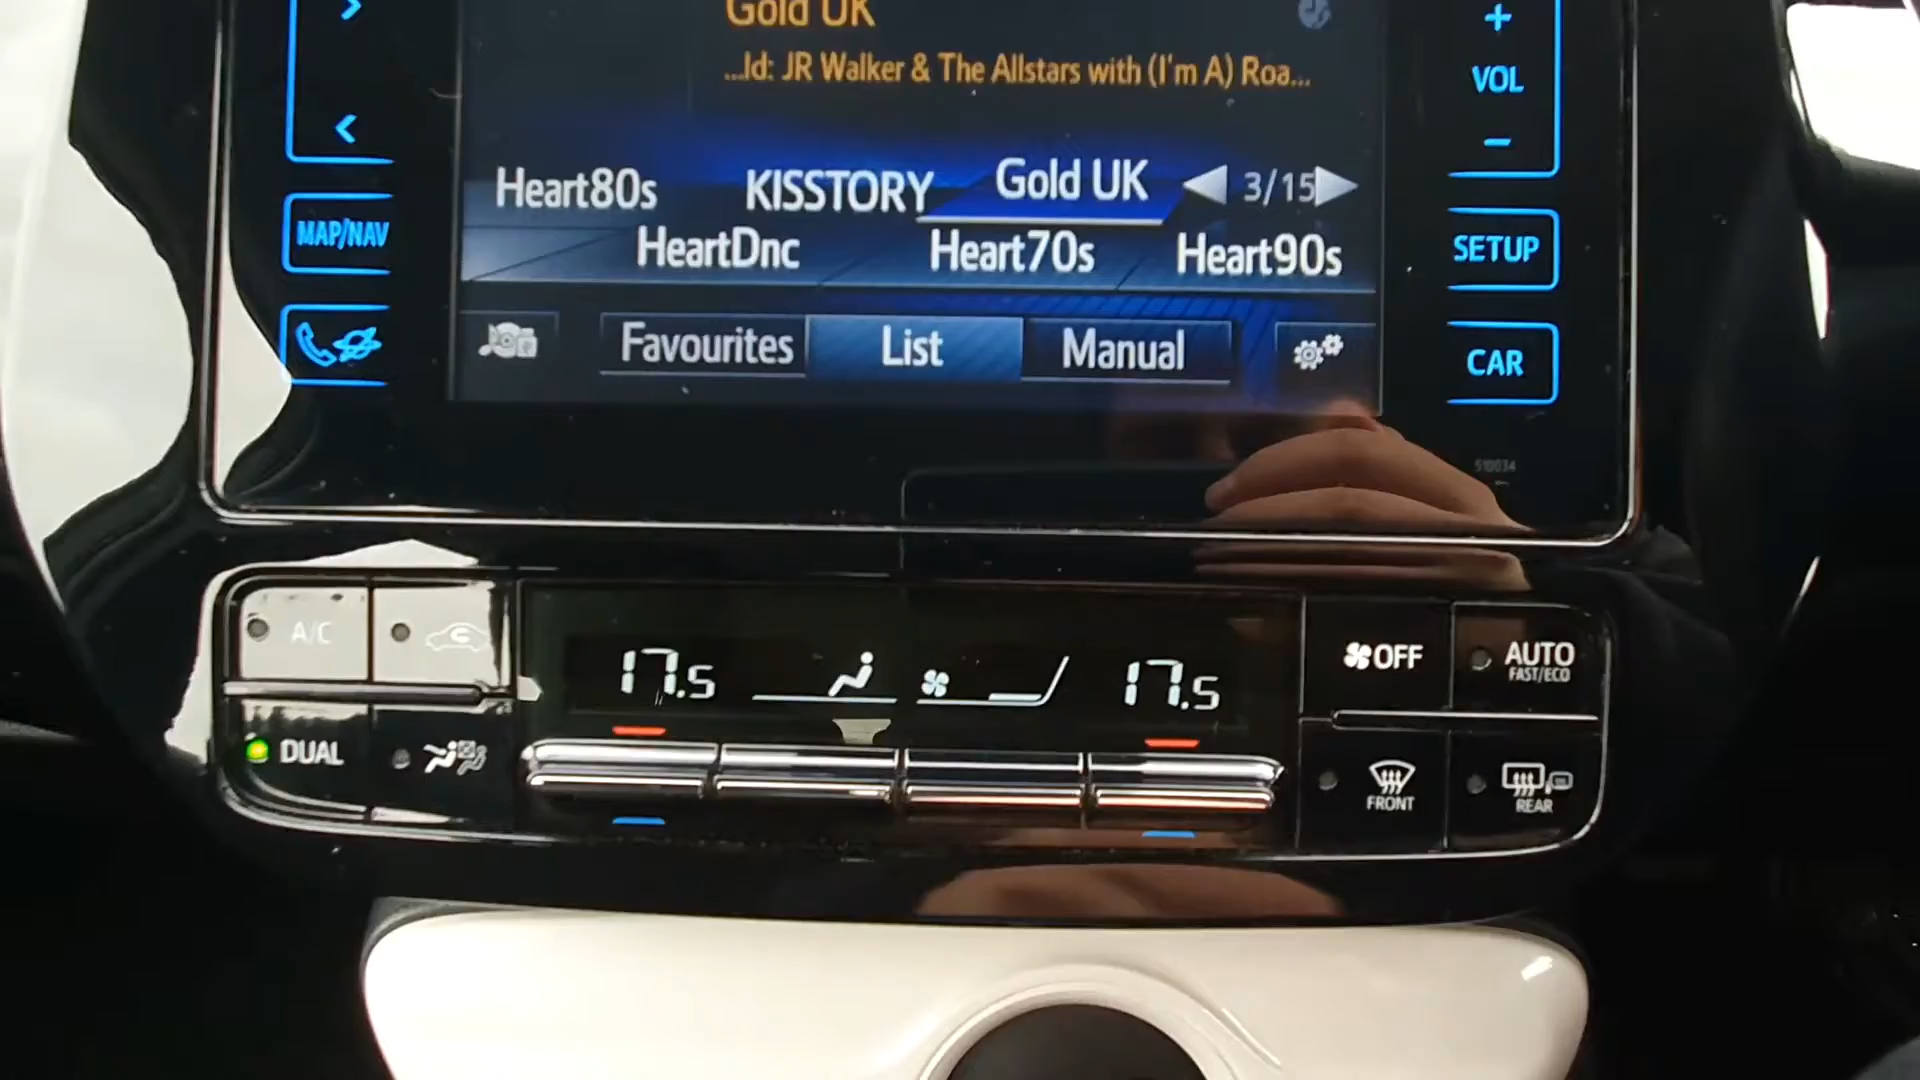 Gold UK
...ld: JR Walker & The Allstars with (I'm A) Roa...
+
VOL
-
Heart80s KISSTORY Gold UK 3/15
HeartDnc Heart70s Heart90s
MAP/NAV
SETUP
Favourites List Manual
CAR
510034
A/C
17.5
17.5
OFF
AUTO
FAST/ECO
DUAL
FRONT
REAR